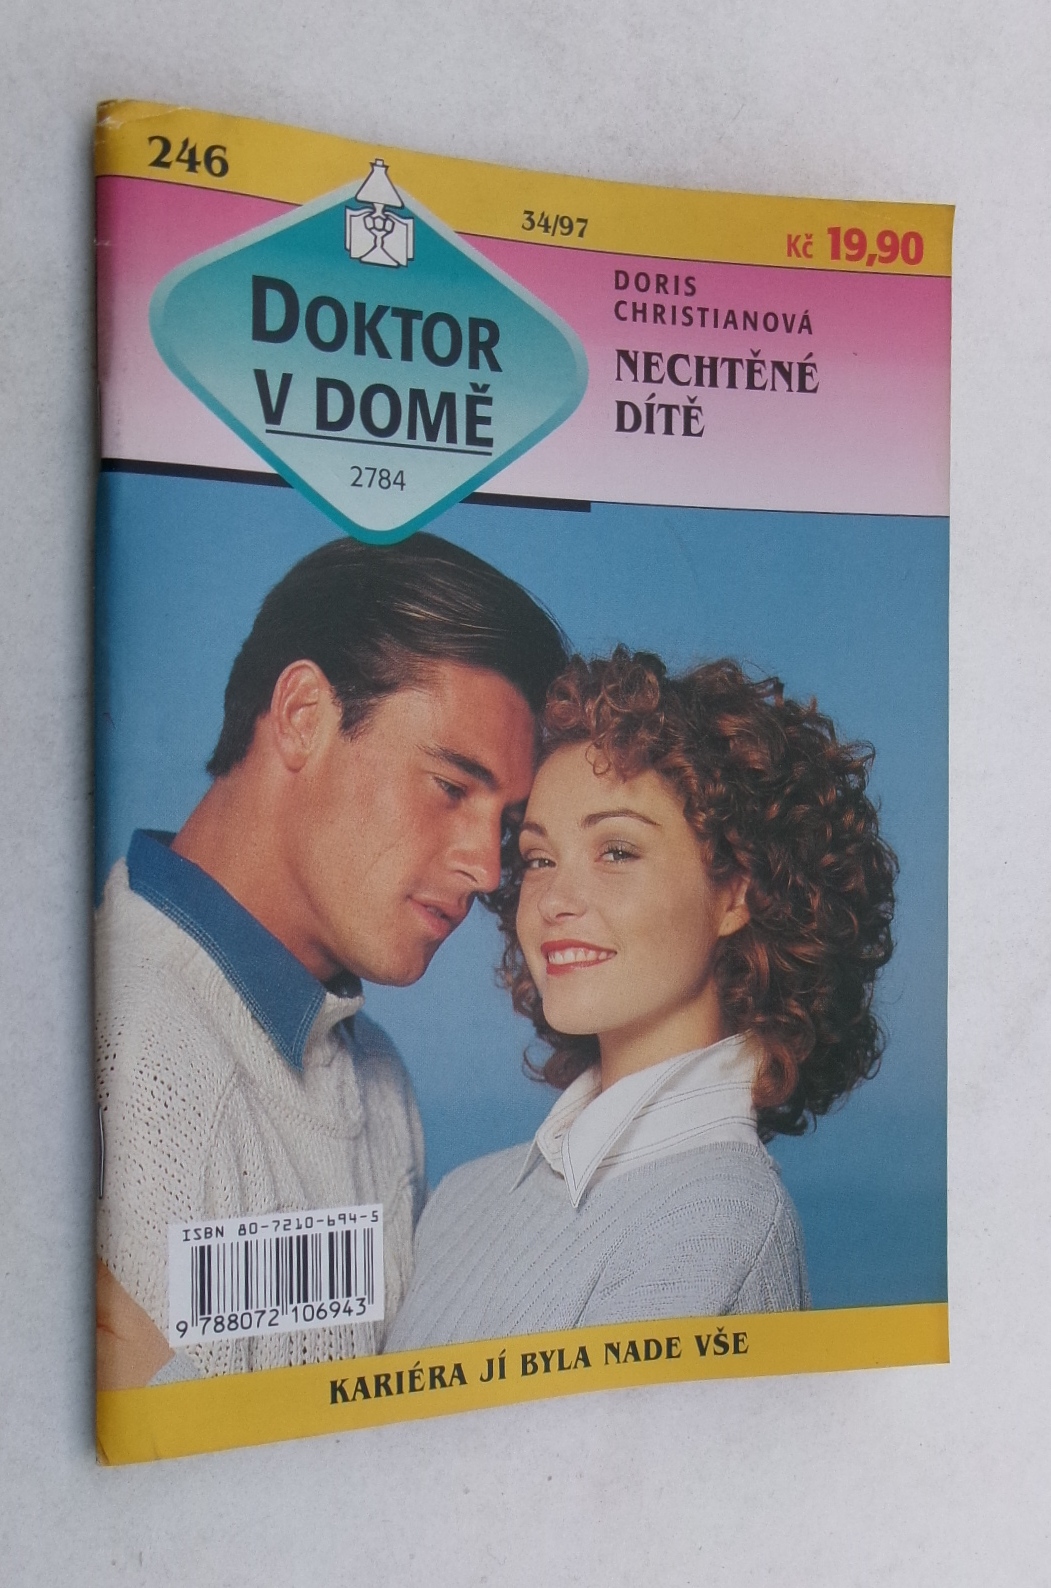 246
34/97
Kč 19,90
DOKTOR
V DOMĚ
2784
DORIS
CHRISTIANOVÁ
NECHTĚNÉ
DÍTĚ
ISBN 80-7210-694-5
9 788072 106943
KARIÉRA JÍ BYLA NADE VŠE